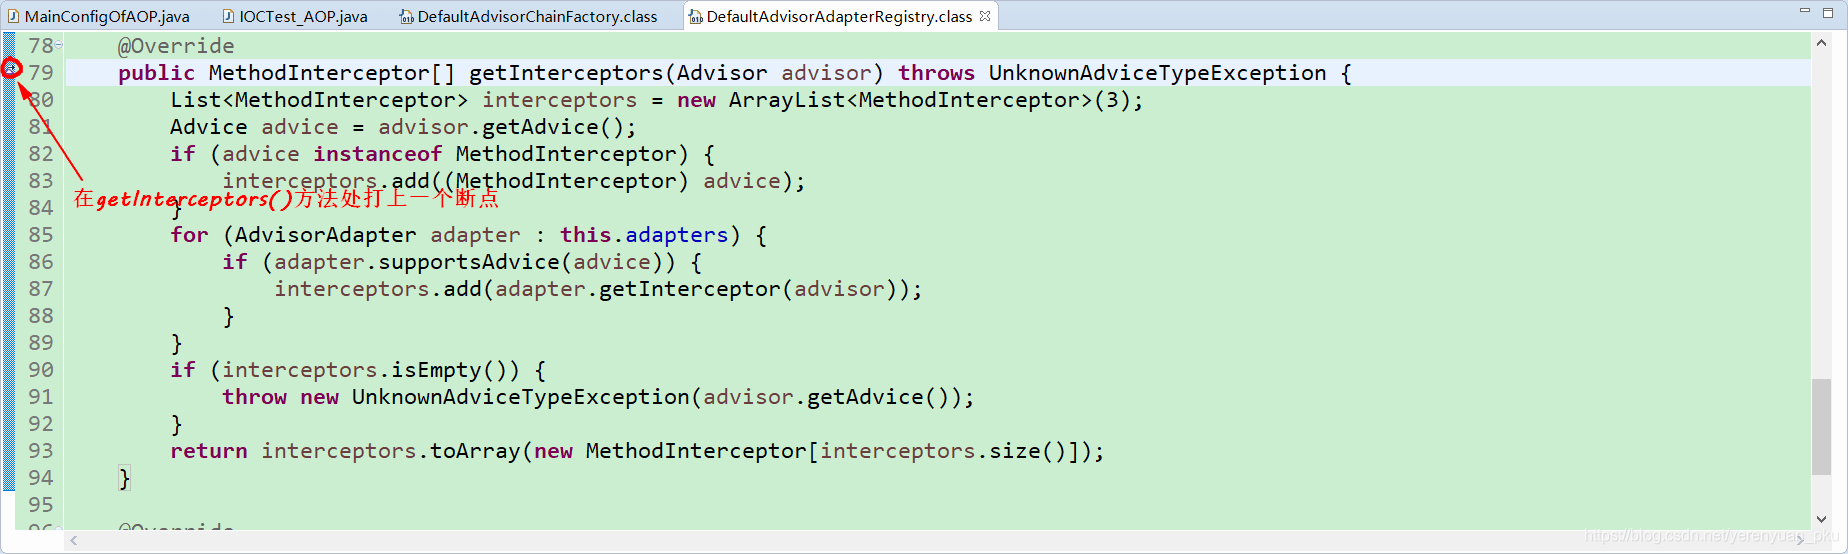 MainConfigOfAOP.java IOCTest_AOP.java DefaultAdvisorChainFactory.class DefaultAdvisorAdapterRegistry.class
78 @Override
79 public MethodInterceptor[] getInterceptors(Advisor advisor) throws UnknownAdviceTypeException {
80 List<MethodInterceptor> interceptors = new ArrayList<MethodInterceptor>(3);
81 Advice advice = advisor.getAdvice();
82 if (advice instanceof MethodInterceptor) {
83 interceptors.add((MethodInterceptor) advice);
在getInterceptors()方法处打上一个断点
84 }
85 for (AdvisorAdapter adapter : this.adapters) {
86 if (adapter.supportsAdvice(advice)) {
87 interceptors.add(adapter.getInterceptor(advisor));
88 }
89 }
90 if (interceptors.isEmpty()) {
91 throw new UnknownAdviceTypeException(advisor.getAdvice());
92 }
93 return interceptors.toArray(new MethodInterceptor[interceptors.size()]);
94 }
95
96 @Override
https://blog.csdn.net/yerenyuan_pku